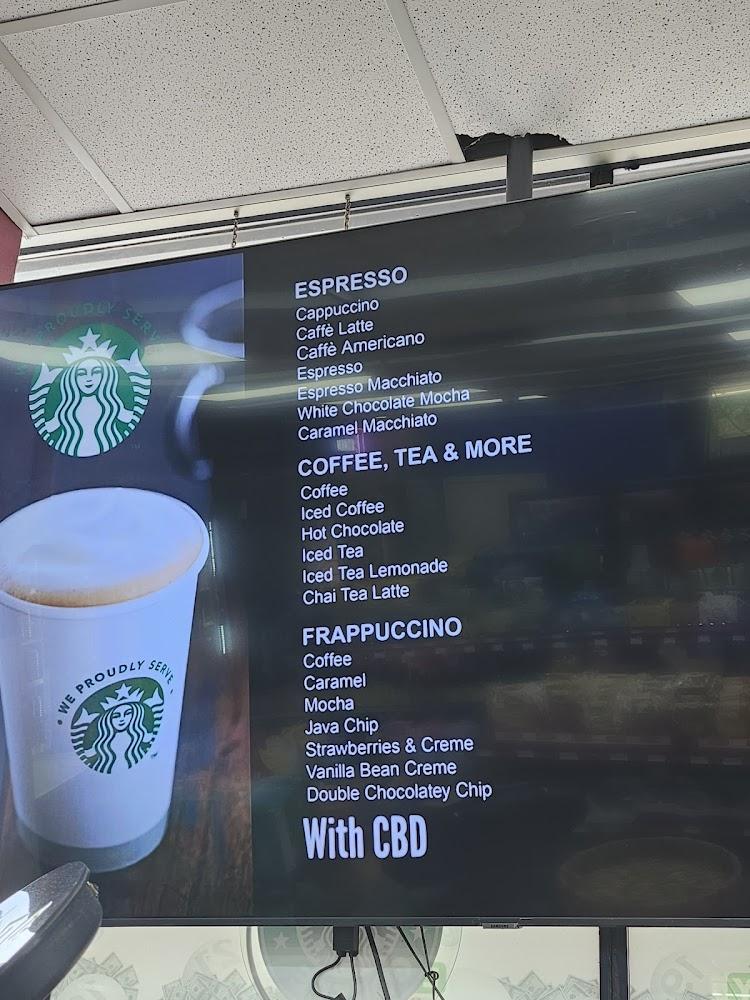 WE PROUDLY SERVE
ESPRESSO
Cappuccino
Caffè Latte
Caffè Americano
Espresso
Espresso Macchiato
White Chocolate Mocha
Caramel Macchiato
COFFEE, TEA & MORE
Coffee
Iced Coffee
Hot Chocolate
Iced Tea
Iced Tea Lemonade
Chai Tea Latte
FRAPPUCCINO
Coffee
Caramel
Mocha
Java Chip
Strawberries & Creme
Vanilla Bean Creme
Double Chocolatey Chip
With CBD
• WE PROUDLY SERVE •
TM
SAMSUNG